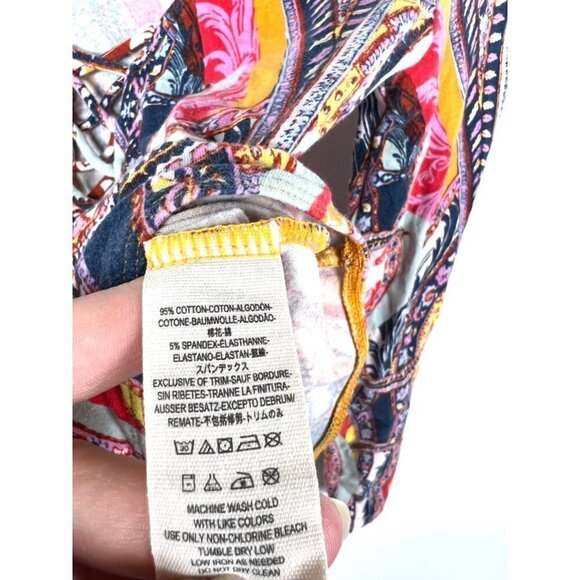 95% COTTON-COTON-ALGODÓN-
COTONE-BAUMWOLLE-ALGODÃO-
棉花-綿
5% SPANDEX-ÉLASTHANNE-
ELASTANO-ELASTAN-氨綸-
スパンデックス
EXCLUSIVE OF TRIM-SAUF BORDURE-
SIN RIBETES-TRANNE LA FINITURA-
AUSSER BESATZ-EXCEPTO DEBRUM/
REMATE-不包括修剪-トリムのみ
MACHINE WASH COLD
WITH LIKE COLORS
USE ONLY NON-CHLORINE BLEACH
TUMBLE DRY LOW
LOW IRON AS NEEDED
DO NOT DRY CLEAN